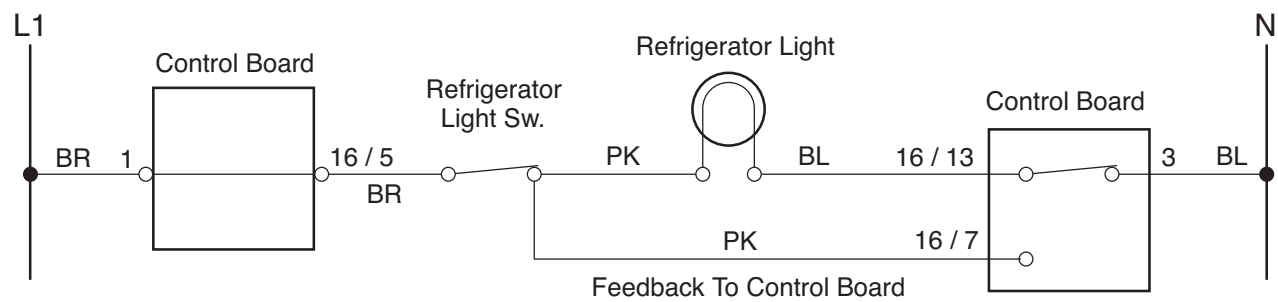 L1
N
Control Board
Refrigerator
Light Sw.
Refrigerator Light
Control Board
BR
1
16 / 5
BR
PK
BL
16 / 13
3
BL
PK
16 / 7
Feedback To Control Board